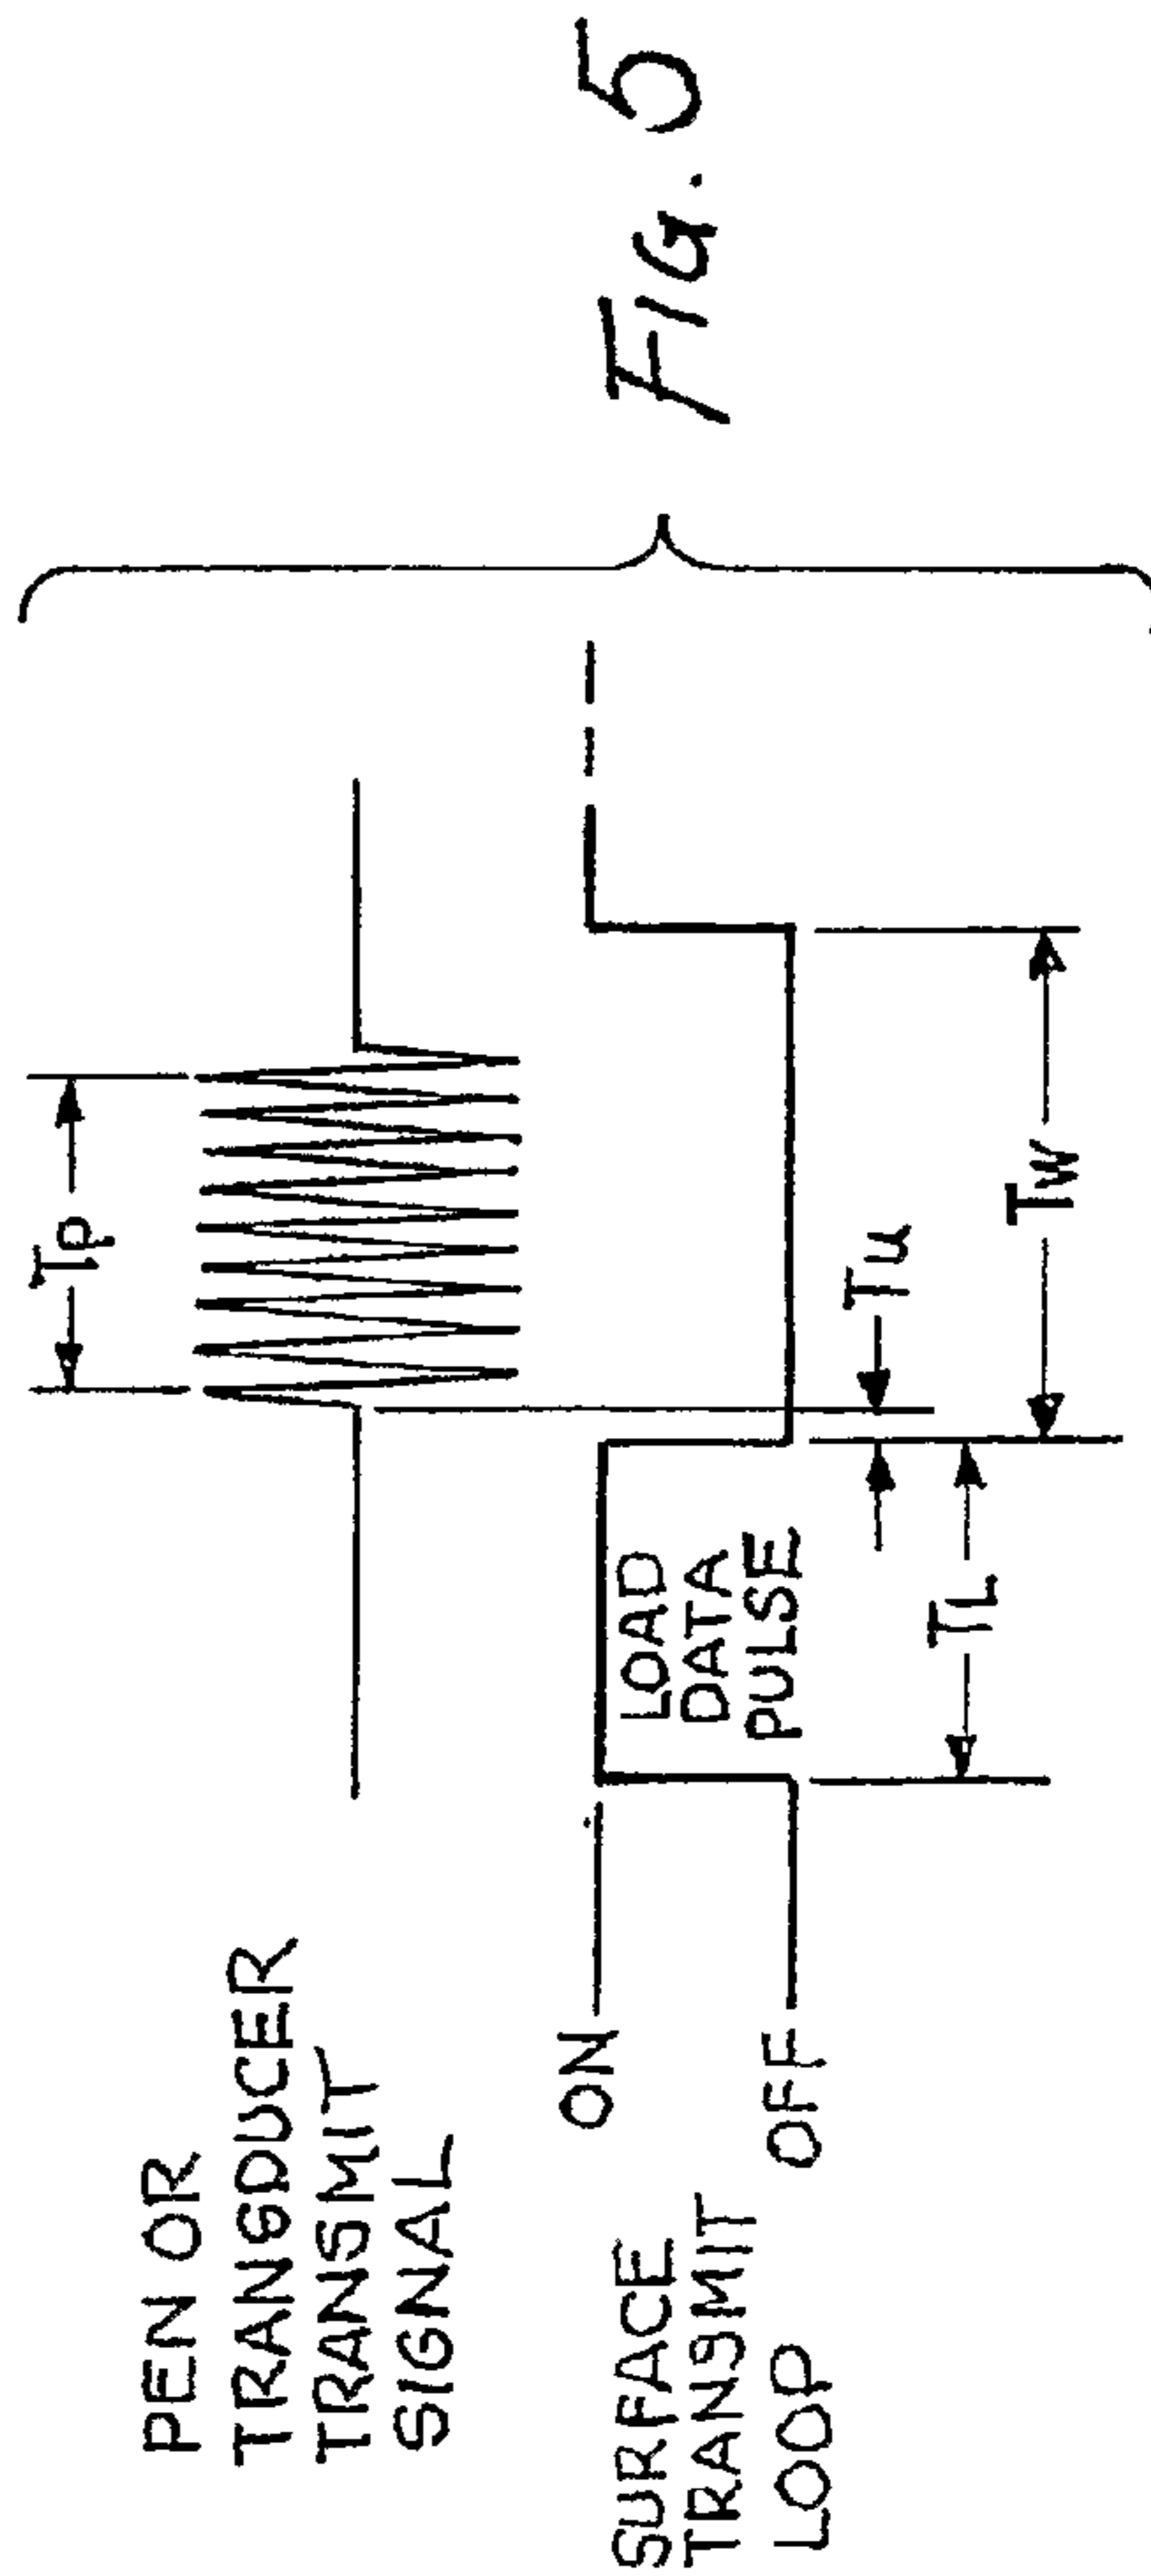 PEN OR
TRANSDUCER
TRANSMIT
SIGNAL
Tp
SURFACE
TRANSMIT
LOOP
ON
OFF
LOAD
DATA
PULSE
TL
Tu
Tw
Fig. 5